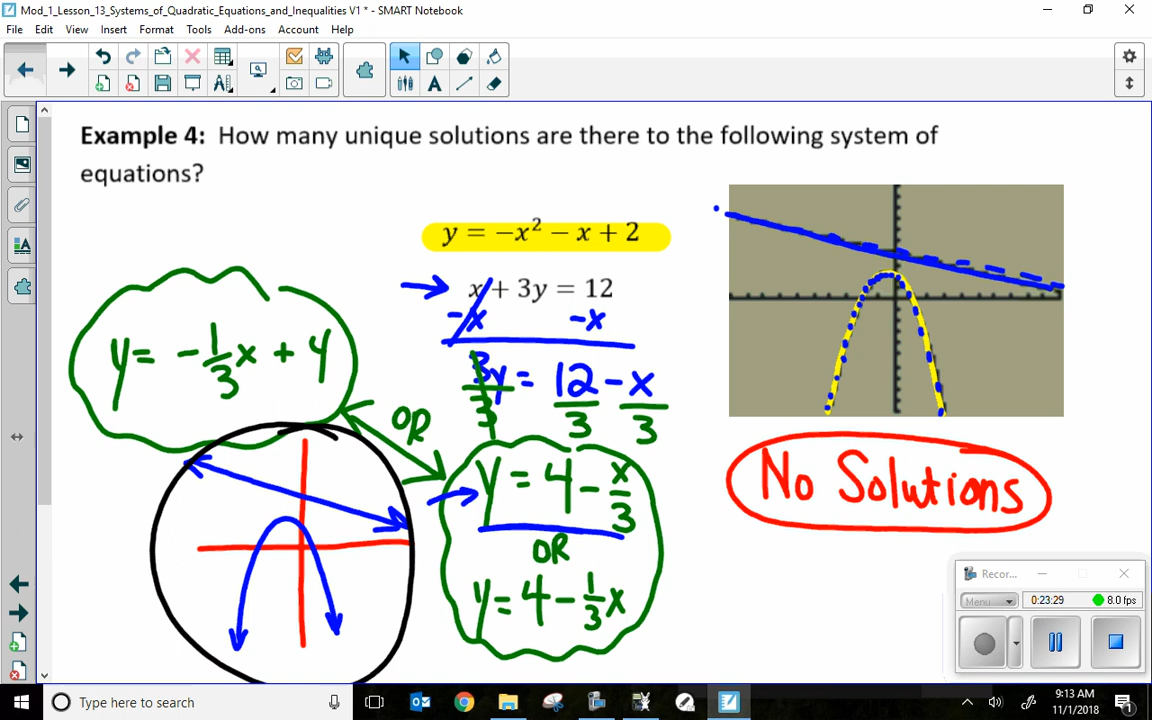 Mod_1_Lesson_13_Systems_of_Quadratic_Equations_and_Inequalities V1 * - SMART Notebook
File Edit View Insert Format Tools Add-ons Account Help
Example 4: How many unique solutions are there to the following system of
equations?
y = −x² − x + 2
x + 3y = 12
-x -x
3y = 12 - x
3 3 3
y = -1/3 x + 4
OR
y = 4 - x/3
OR
y = 4 - 1/3 x
No Solutions
Recor...
Menu 0:23:29 8.0 fps
Type here to search
9:13 AM
11/1/2018
1